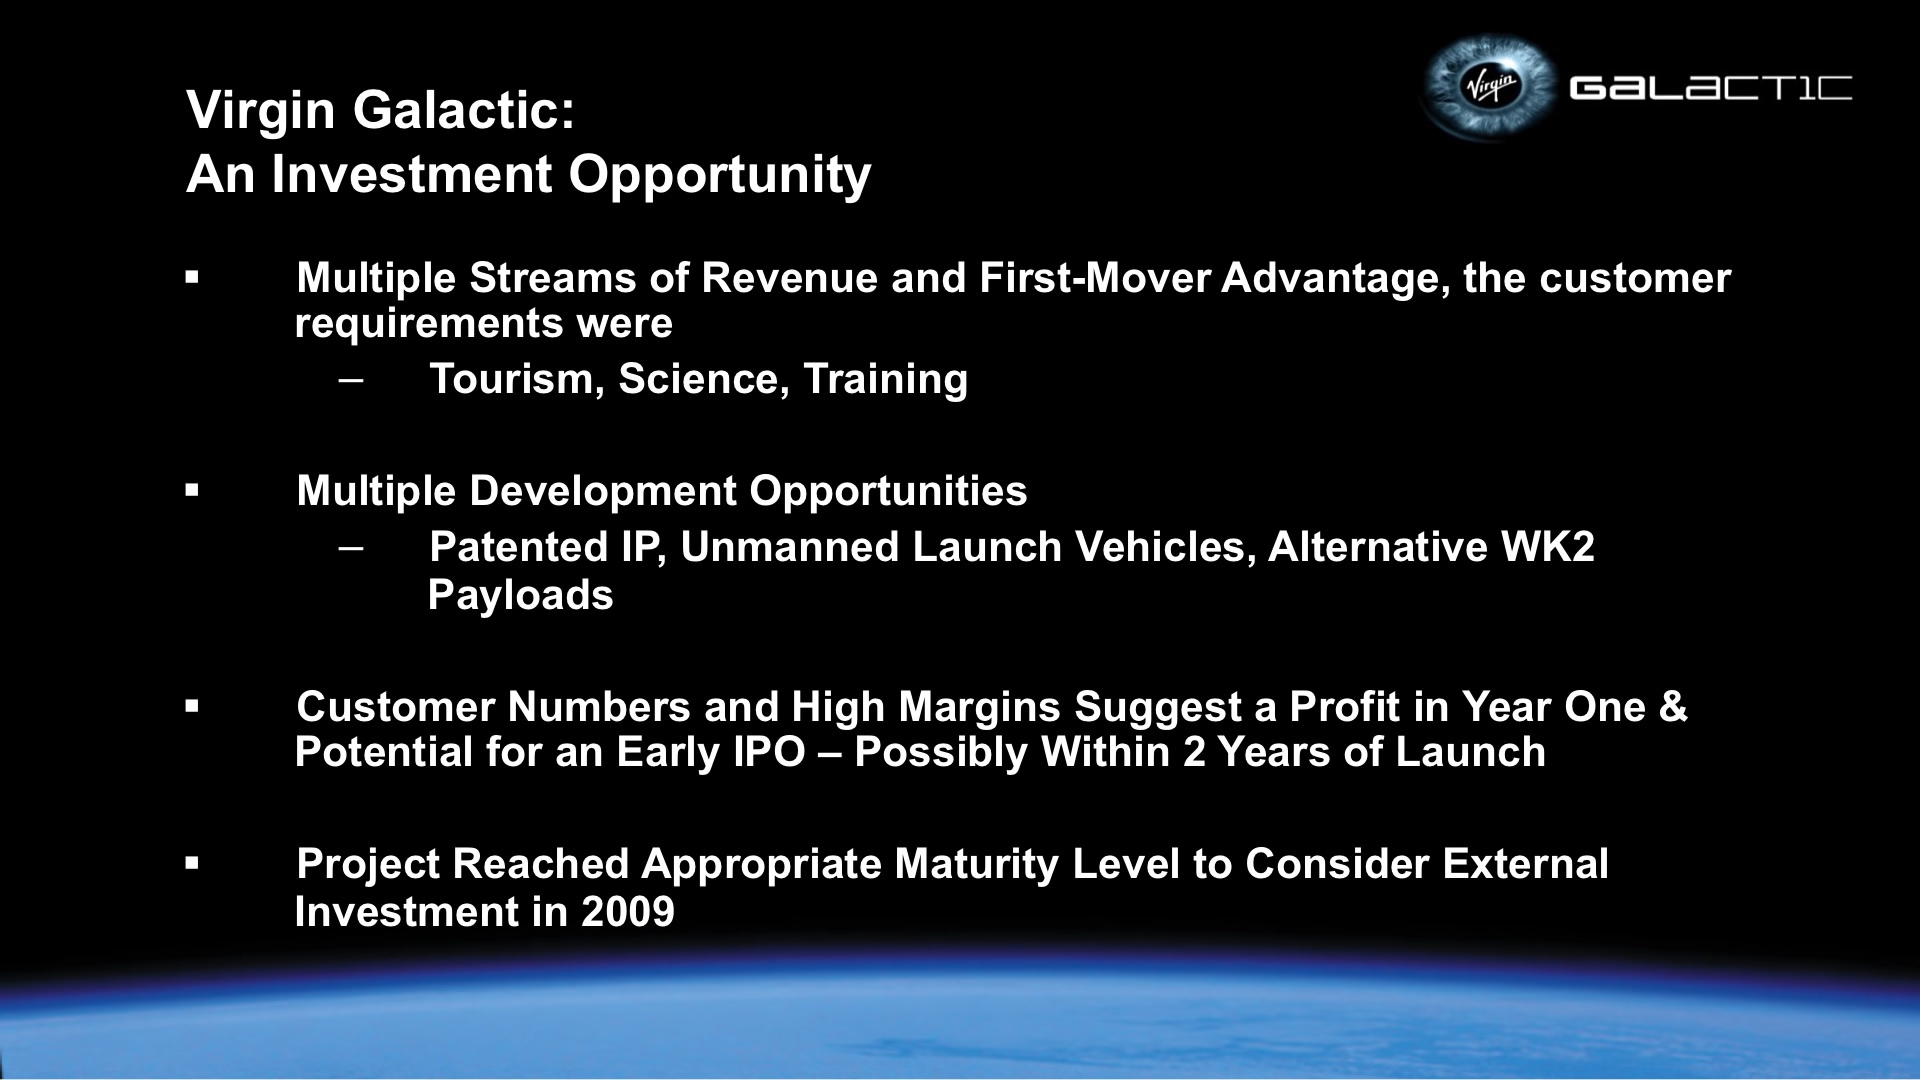 Virgin GALACTIC
Virgin Galactic:
An Investment Opportunity
▪ Multiple Streams of Revenue and First-Mover Advantage, the customer
requirements were
– Tourism, Science, Training
▪ Multiple Development Opportunities
– Patented IP, Unmanned Launch Vehicles, Alternative WK2
Payloads
▪ Customer Numbers and High Margins Suggest a Profit in Year One &
Potential for an Early IPO – Possibly Within 2 Years of Launch
▪ Project Reached Appropriate Maturity Level to Consider External
Investment in 2009